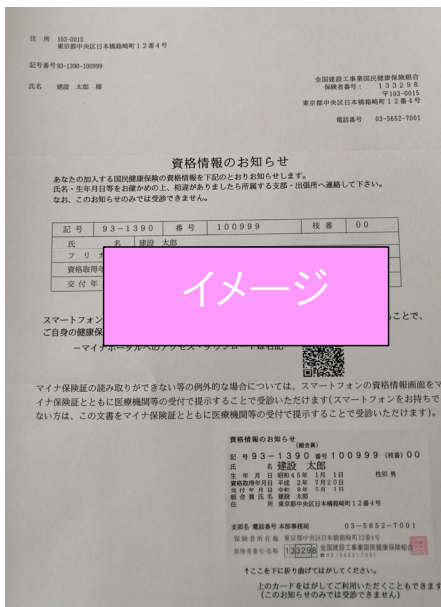 住 所 103-0015
東京都中央区日本橋箱崎町12番4号
記号番号 93-1390-100999
氏名 建設 太郎 様
全国建設工事業国民健康保険組合
保険者番号: 133298
〒103-0015
東京都中央区日本橋箱崎町12番4号
電話番号 03-5652-7001
資格情報のお知らせ
あなたの加入する国民健康保険の資格情報を下記のとおりお知らせします。
氏名・生年月日等をお確かめの上、相違がありましたら所属する支部・出張所へ連絡して下さい。
なお、このお知らせのみでは受診できません。
記 号 93-1390 番 号 100999 枝 番 00
氏 名 建設 太郎
フ リ
資格取得年
交 付 年
イメージ
スマートフォン ことで、
ご自身の健康保
マイナ保険証の読み取りができない等の例外的な場合については、スマートフォンの資格情報画面をマ
イナ保険証とともに医療機関等の受付で提示することで受診いただけます(スマートフォンをお持ちで
ない方は、この文書をマイナ保険証とともに医療機関等の受付で提示することで受診いただけます)。
資格情報のお知らせ
(組合員)
記 号 93-1390 番号 100999 (枝番) 00
氏 名 建設 太郎
生 年 月 日 昭和45年 1月 1日 性別 男
資格取得年月日 平成 2年 7月20日
交 付 年 月 日 令和 8年 5月 1日
組 合 員 氏 名 建設 太郎
住 所 東京都中央区日本橋箱崎町12番4号
支部名 電話番号 本部事務局 03-5652-7001
保険者所在地 東京都中央区日本橋箱崎町12番4号
保険者番号・名称 133298 全国建設工事業国民健康保険組合
☎03(5652)7031
↑ここを下に折り曲げてはがしてください。
上のカードをはがしてご利用いただくこともできます
(このお知らせのみでは受診できません)